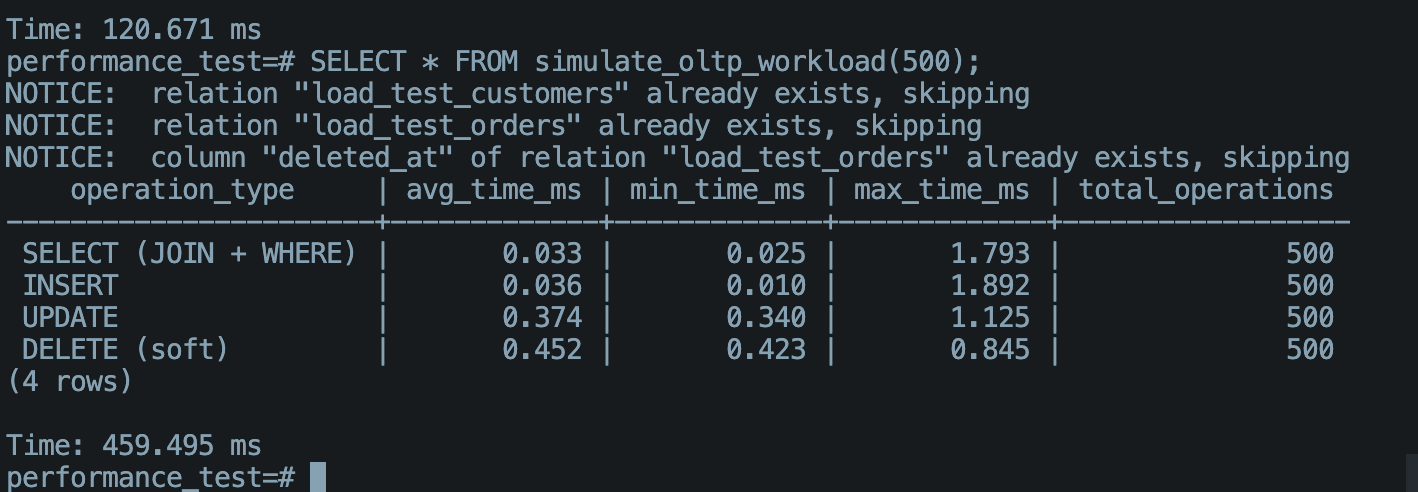 Time: 120.671 ms
performance_test=# SELECT * FROM simulate_oltp_workload(500);
NOTICE:  relation "load_test_customers" already exists, skipping
NOTICE:  relation "load_test_orders" already exists, skipping
NOTICE:  column "deleted_at" of relation "load_test_orders" already exists, skipping
    operation_type     | avg_time_ms | min_time_ms | max_time_ms | total_operations
-----------------------+-------------+-------------+-------------+------------------
 SELECT (JOIN + WHERE) |       0.033 |       0.025 |       1.793 |              500
 INSERT                |       0.036 |       0.010 |       1.892 |              500
 UPDATE                |       0.374 |       0.340 |       1.125 |              500
 DELETE (soft)         |       0.452 |       0.423 |       0.845 |              500
(4 rows)
Time: 459.495 ms
performance_test=#